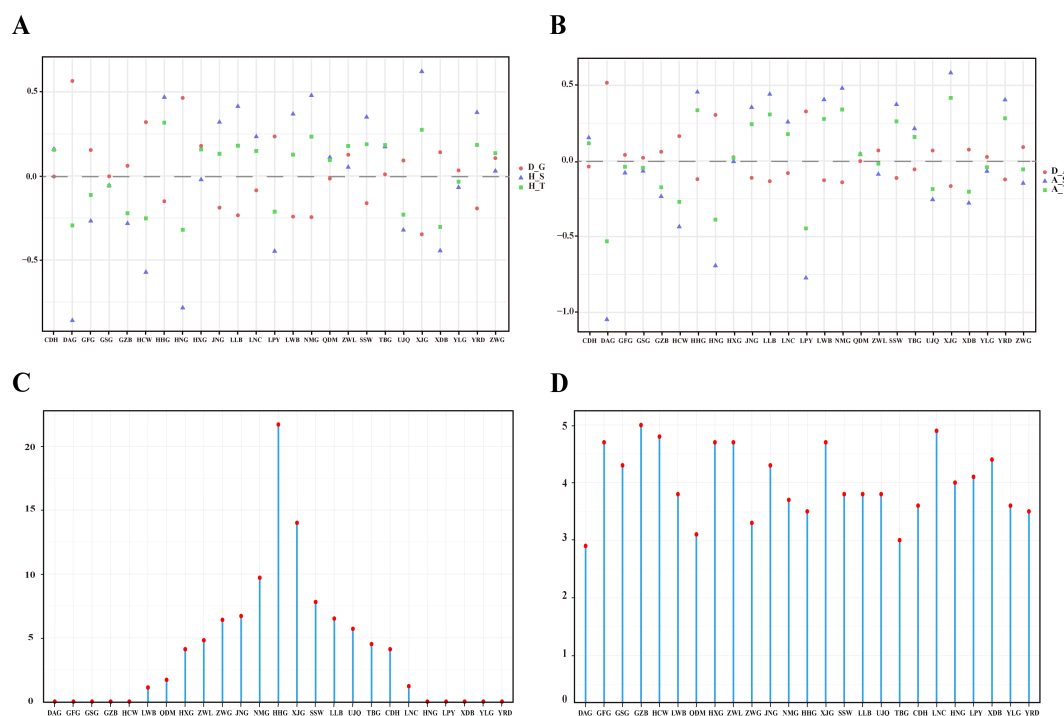 A
0.5
0.0
−0.5
CDH DAG GFG GSG GZB HCW HHG HNG HXG JNG LLB LNC LPY LWB NMG QDM ZWL SSW TBG UJQ XJG XDB YLG YRD ZWG
D_G
H_S
H_T
B
0.5
0.0
−0.5
−1.0
CDH DAG GFG GSG GZB HCW HHG HNG HXG JNG LLB LNC LPY LWB NMG QDM ZWL SSW TBG UJQ XJG XDB YLG YRD ZWG
D_
A_
A_
C
20
15
10
5
0
DAG GFG GSG GZB HCW LWB QDM HXG ZWL ZWG JNG NMG HHG XJG SSW LLB UJQ TBG CDH LNC HNG LPY XDB YLG YRD
D
5
4
3
2
1
0
DAG GFG GSG GZB HCW LWB QDM HXG ZWL ZWG JNG NMG HHG XJG SSW LLB UJQ TBG CDH LNC HNG LPY XDB YLG YRD